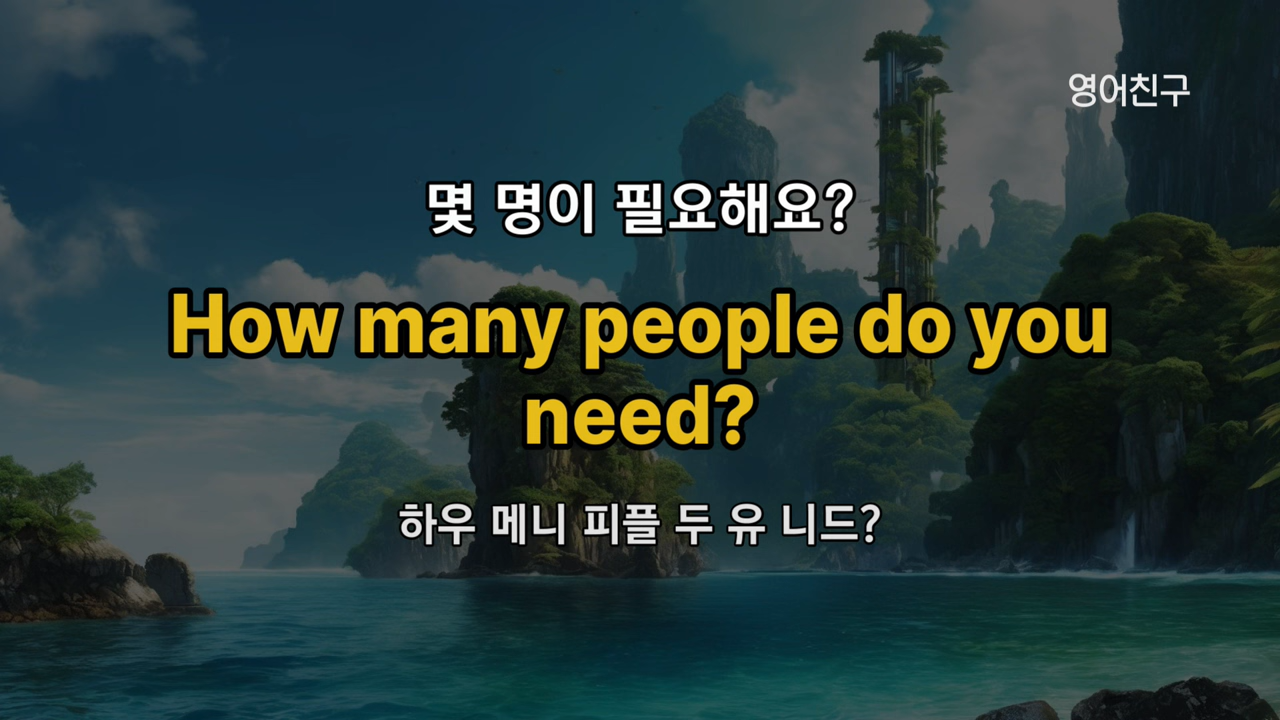 영어친구
몇 명이 필요해요?
How many people do you
need?
하우 메니 피플 두 유 니드?